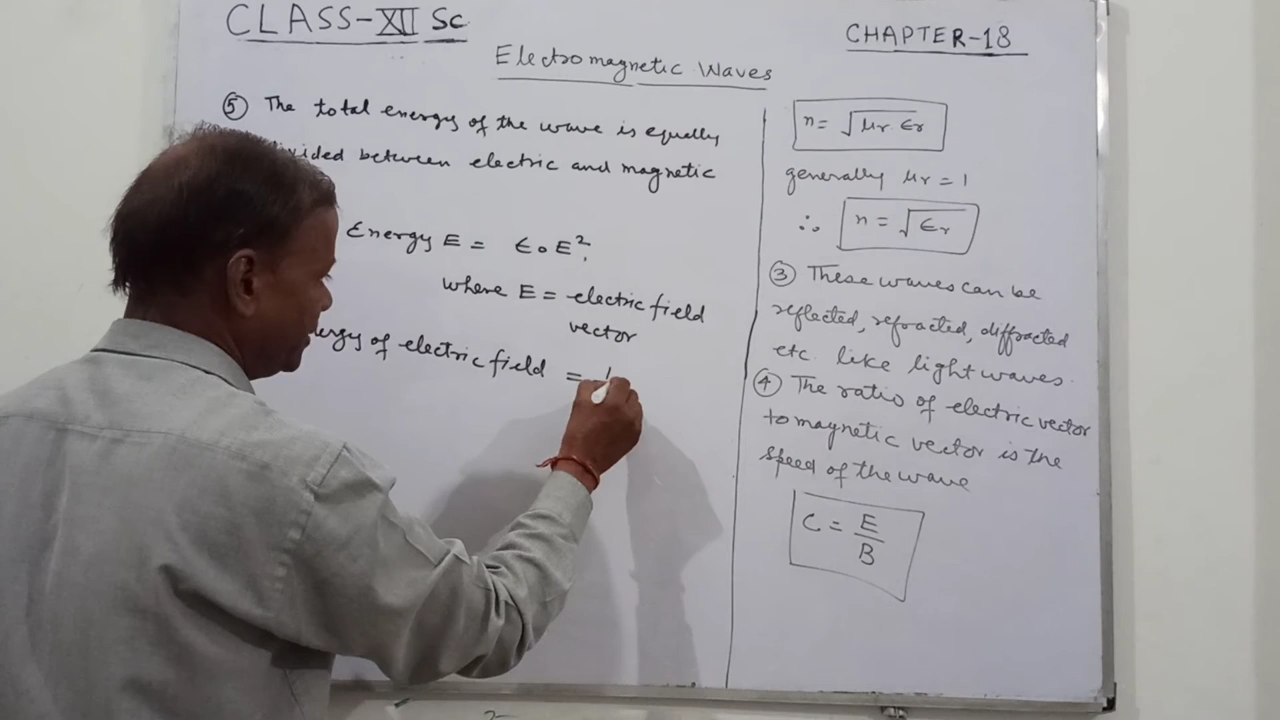 CLASS-XII Sc
CHAPTER-18
Electromagnetic Waves
⑤ The total energy of the wave is equally
divided between electric and magnetic
Energy E = ϵ0E².
where E = electric field
vector
of electric field = 1
n = √μr. ϵr
generally μr = 1
∴ n = √ϵr
③ These waves can be
reflected, refracted, diffracted
etc. like light waves.
④ The ratio of electric vector
to magnetic vector is the
speed of the wave
C = E/B